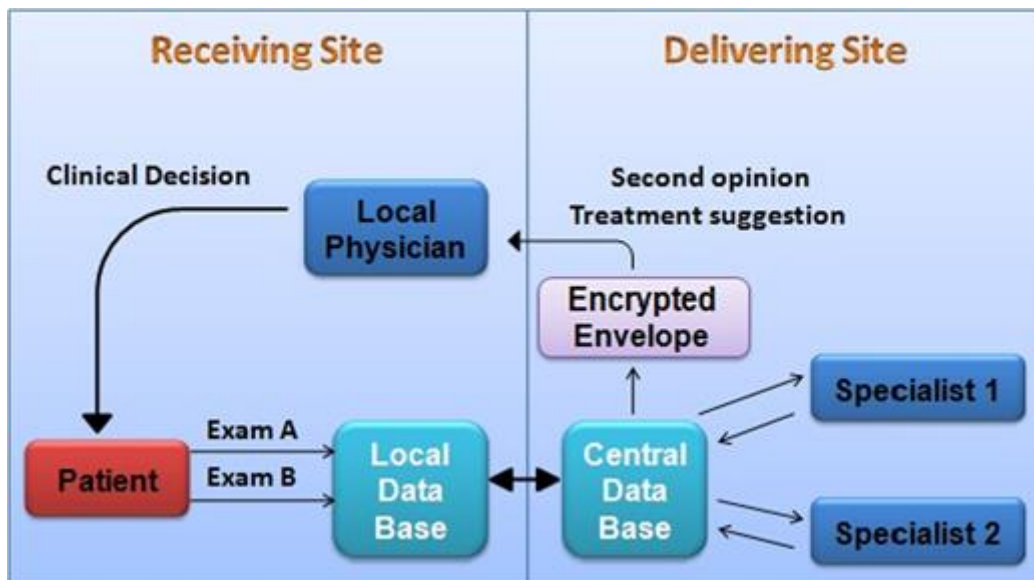 Receiving Site
Delivering Site
Clinical Decision
Local
Physician
Second opinion
Treatment suggestion
Encrypted
Envelope
Specialist 1
Patient
Exam A
Exam B
Local
Data
Base
Central
Data
Base
Specialist 2